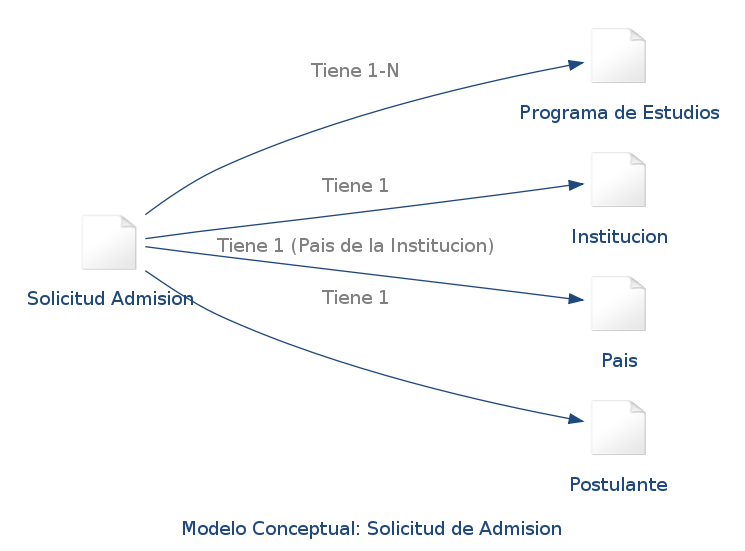 Tiene 1-N
Programa de Estudios
Tiene 1
Institucion
Tiene 1 (Pais de la Institucion)
Solicitud Admision
Tiene 1
Pais
Postulante
Modelo Conceptual: Solicitud de Admision